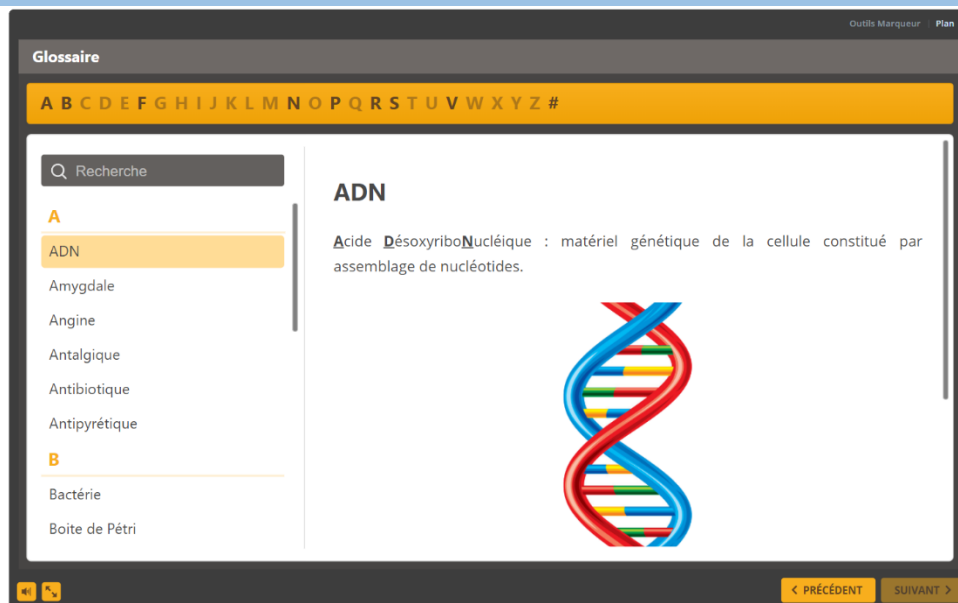 Outils Marqueur Plan
Glossaire
A B C D E F G H I J K L M N O P Q R S T U V W X Y Z #
Recherche
A
ADN
Amygdale
Angine
Antalgique
Antibiotique
Antipyrétique
B
Bactérie
Boite de Pétri
ADN
Acide DésoxyriboNucléique : matériel génétique de la cellule constitué par
assemblage de nucléotides.
PRÉCÉDENT
SUIVANT